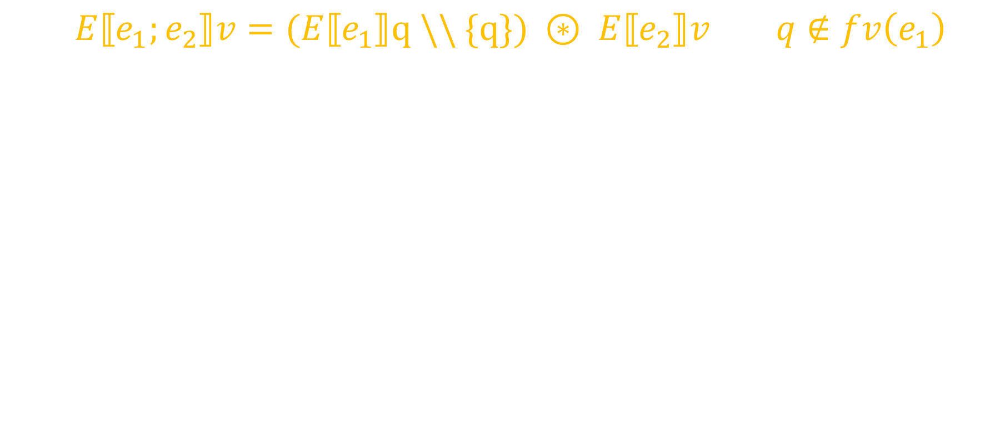 E⟦e₁; e₂⟧v = (E⟦e₁⟧q \\ {q}) ⊛ E⟦e₂⟧v q ∉ fv(e₁)